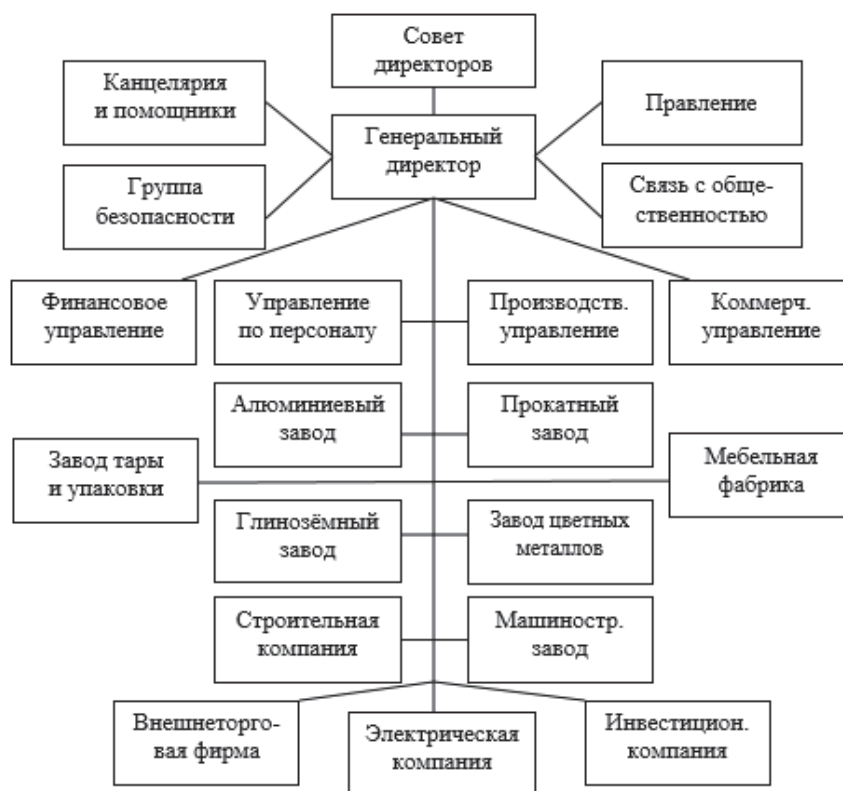 Совет
директоров
Канцелярия
и помощники
Генеральный
директор
Правление
Группа
безопасности
Связь с обще-
ственностью
Финансовое
управление
Управление
по персоналу
Производств.
управление
Коммерч.
управление
Алюминиевый
завод
Прокатный
завод
Завод тары
и упаковки
Мебельная
фабрика
Глинозёмный
завод
Завод цветных
металлов
Строительная
компания
Машиностр.
завод
Внешнеторго-
вая фирма
Электрическая
компания
Инвестицион.
компания